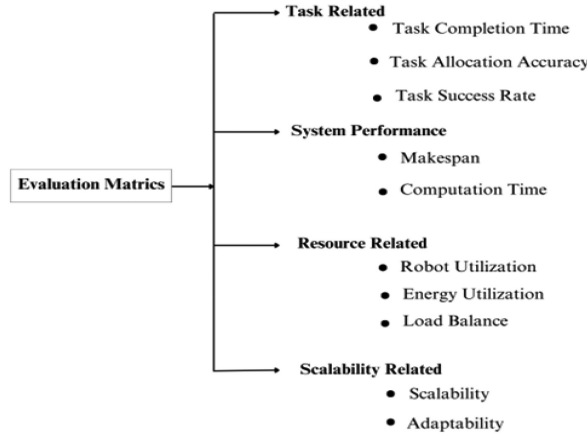 Task Related
● Task Completion Time
● Task Allocation Accuracy
● Task Success Rate
System Performance
● Makespan
● Computation Time
Evaluation Matrics
Resource Related
● Robot Utilization
● Energy Utilization
● Load Balance
Scalability Related
● Scalability
● Adaptability